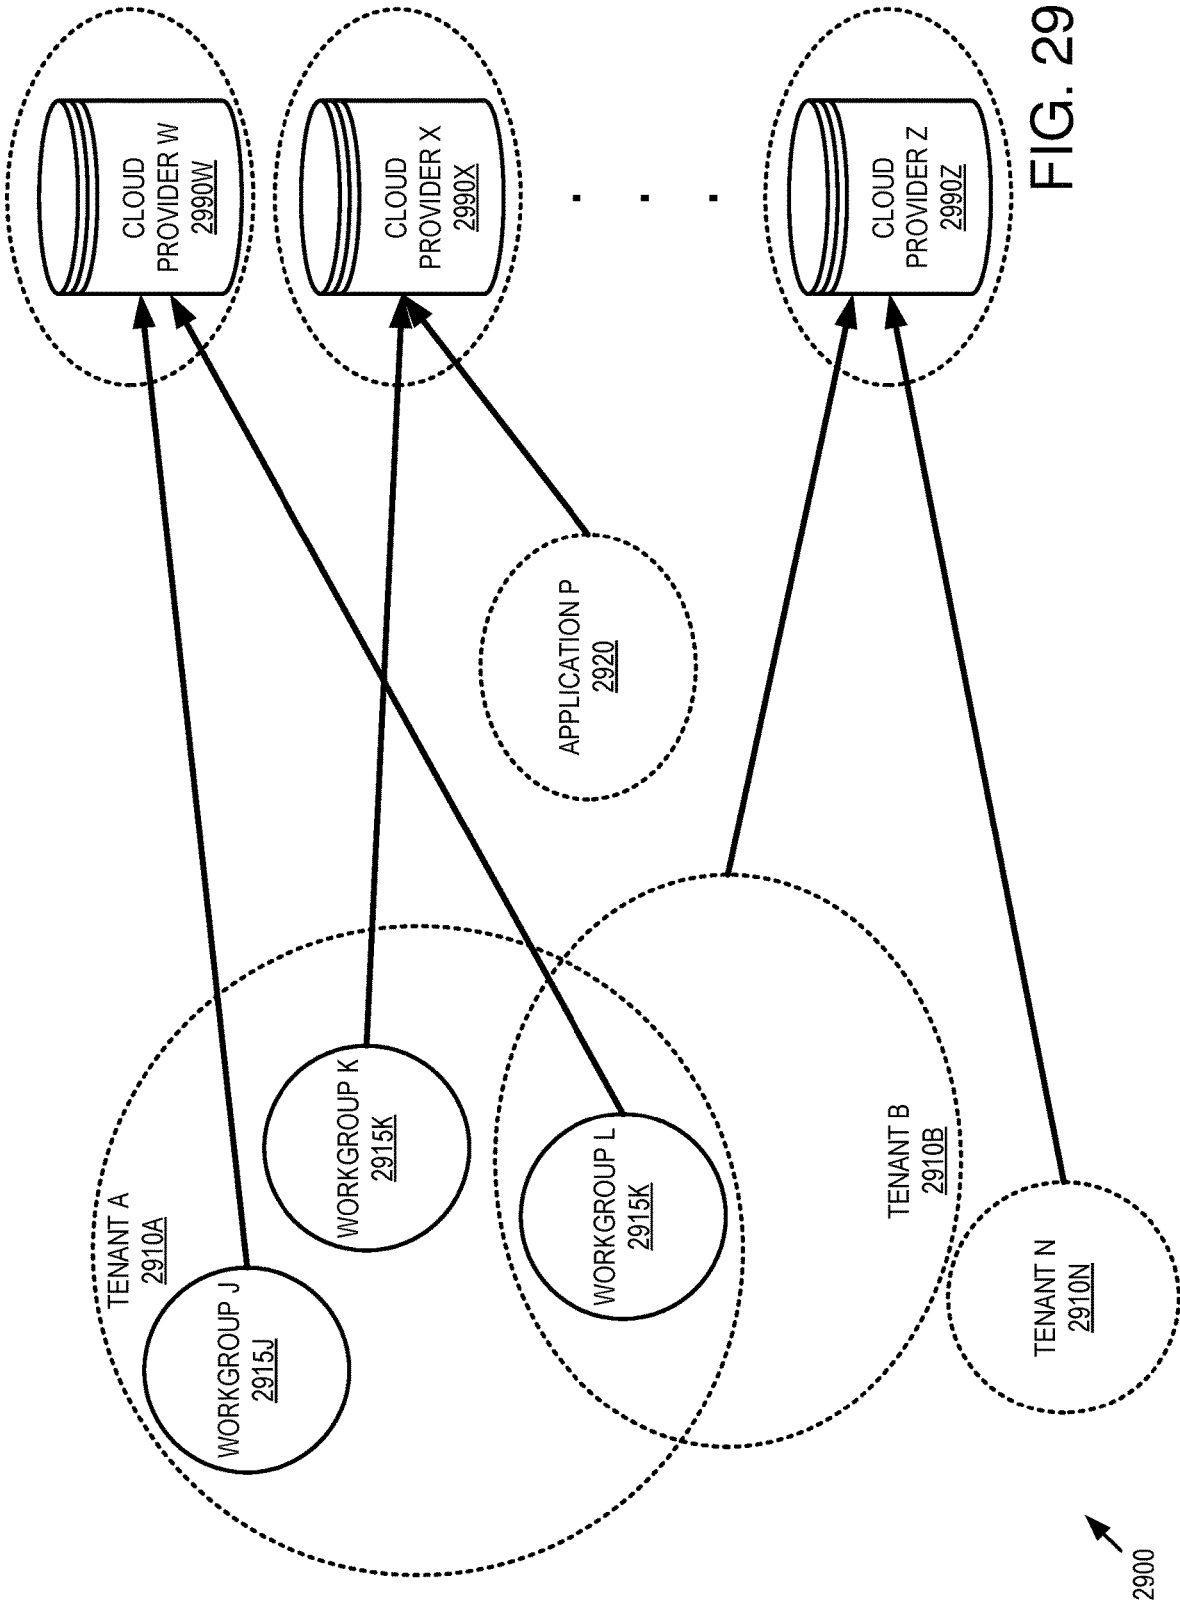 TENANT A
2910A
WORKGROUP J
2915J
WORKGROUP K
2915K
WORKGROUP L
2915K
TENANT B
2910B
TENANT N
2910N
APPLICATION P
2920
CLOUD
PROVIDER W
2990W
CLOUD
PROVIDER X
2990X
CLOUD
PROVIDER Z
2990Z
2900
FIG. 29